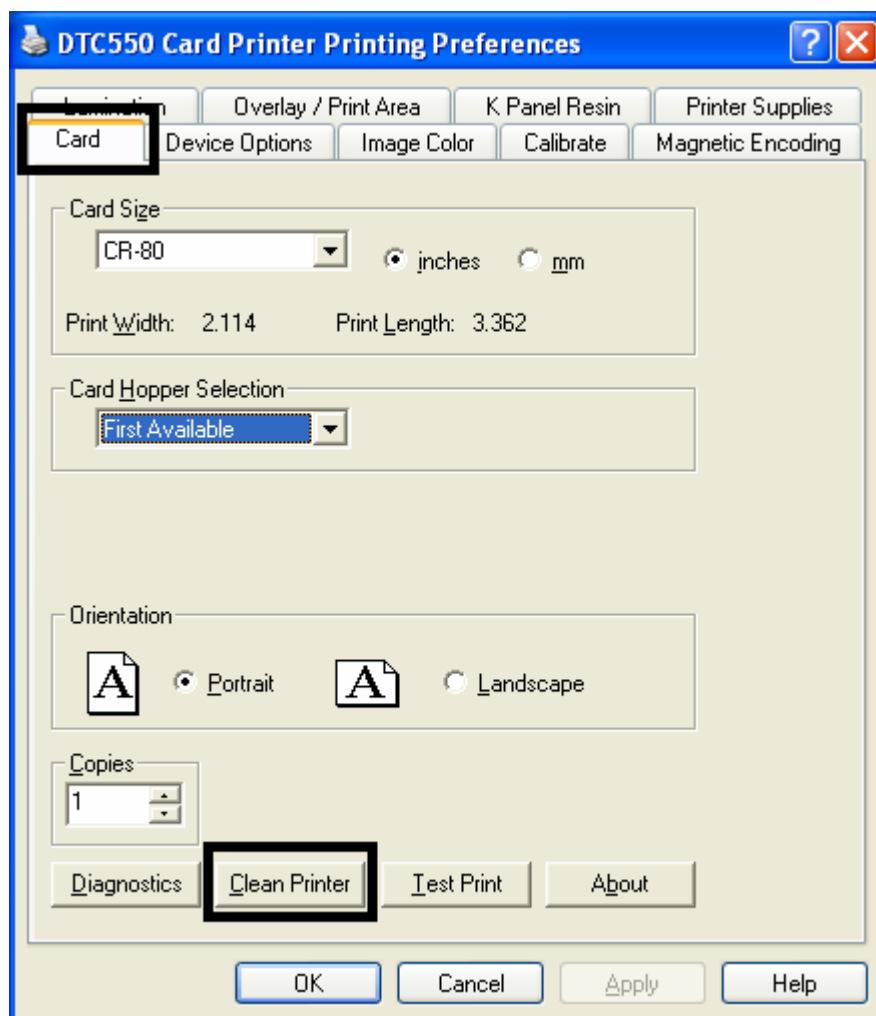 DTC550 Card Printer Printing Preferences
Lamination Overlay / Print Area K Panel Resin Printer Supplies
Card Device Options Image Color Calibrate Magnetic Encoding
Card Size
CR-80 inches mm
Print Width: 2.114 Print Length: 3.362
Card Hopper Selection
First Available
Orientation
A Portrait A Landscape
Copies
1
Diagnostics Clean Printer Test Print About
OK Cancel Apply Help